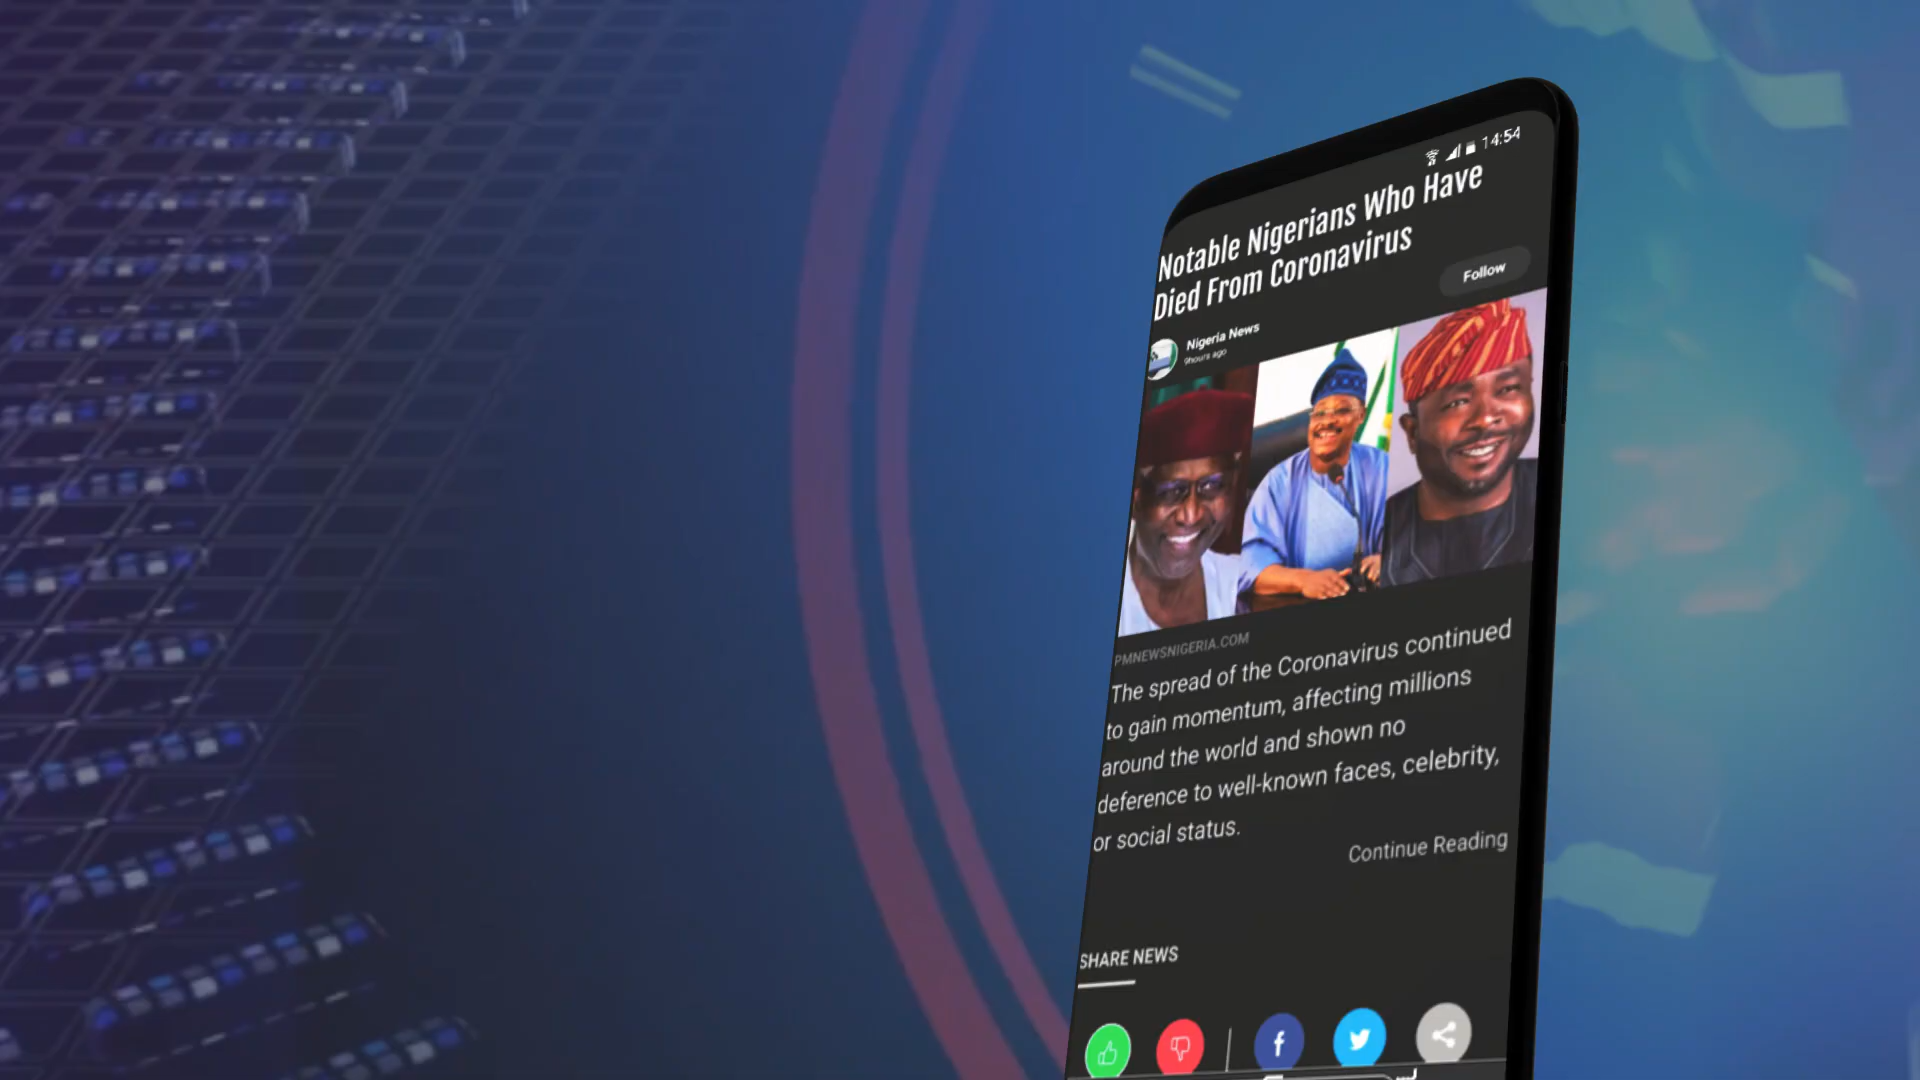 14:54
Notable Nigerians Who Have
Died From Coronavirus
Follow
Nigeria News
9hours ago
PMNEWSNIGERIA.COM
The spread of the Coronavirus continued
to gain momentum, affecting millions
around the world and shown no
deference to well-known faces, celebrity,
or social status.
Continue Reading
SHARE NEWS